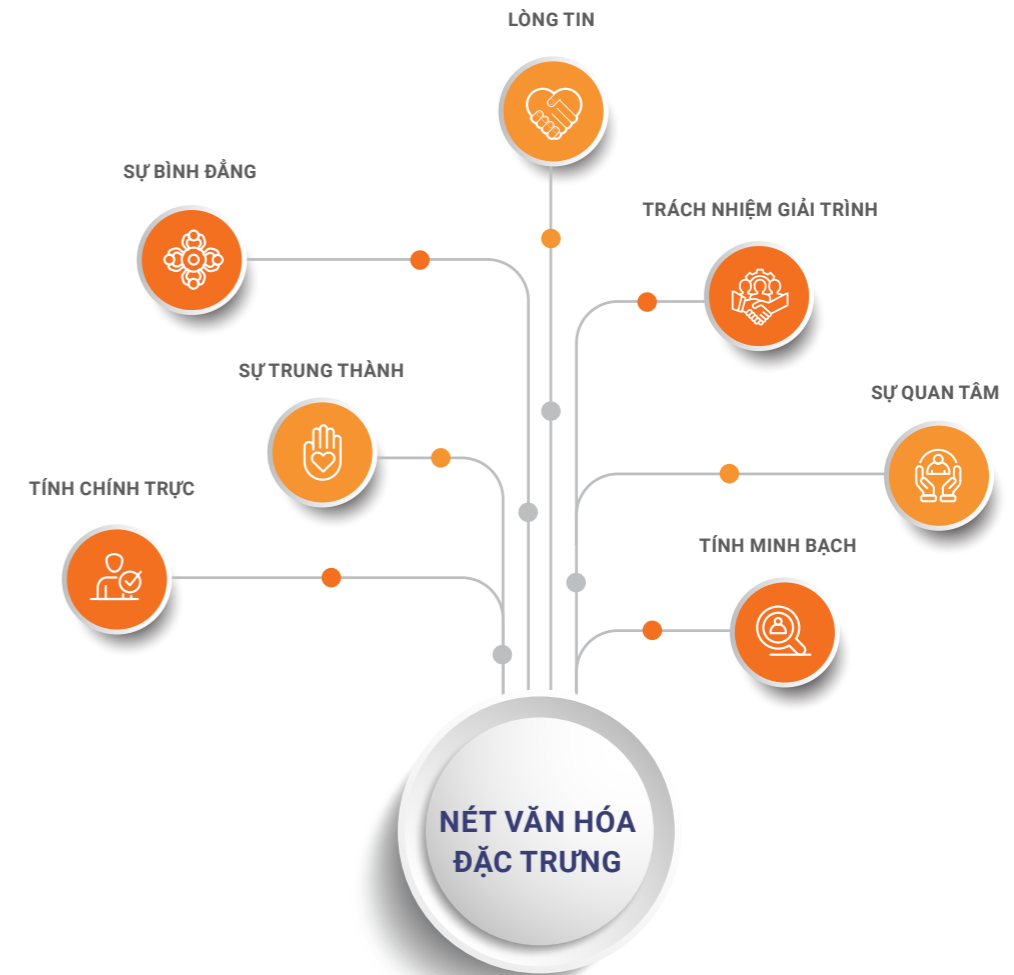 LÒNG TIN
SỰ BÌNH ĐẲNG
TRÁCH NHIỆM GIẢI TRÌNH
SỰ TRUNG THÀNH
SỰ QUAN TÂM
TÍNH CHÍNH TRỰC
TÍNH MINH BẠCH
NÉT VĂN HÓA
ĐẶC TRƯNG